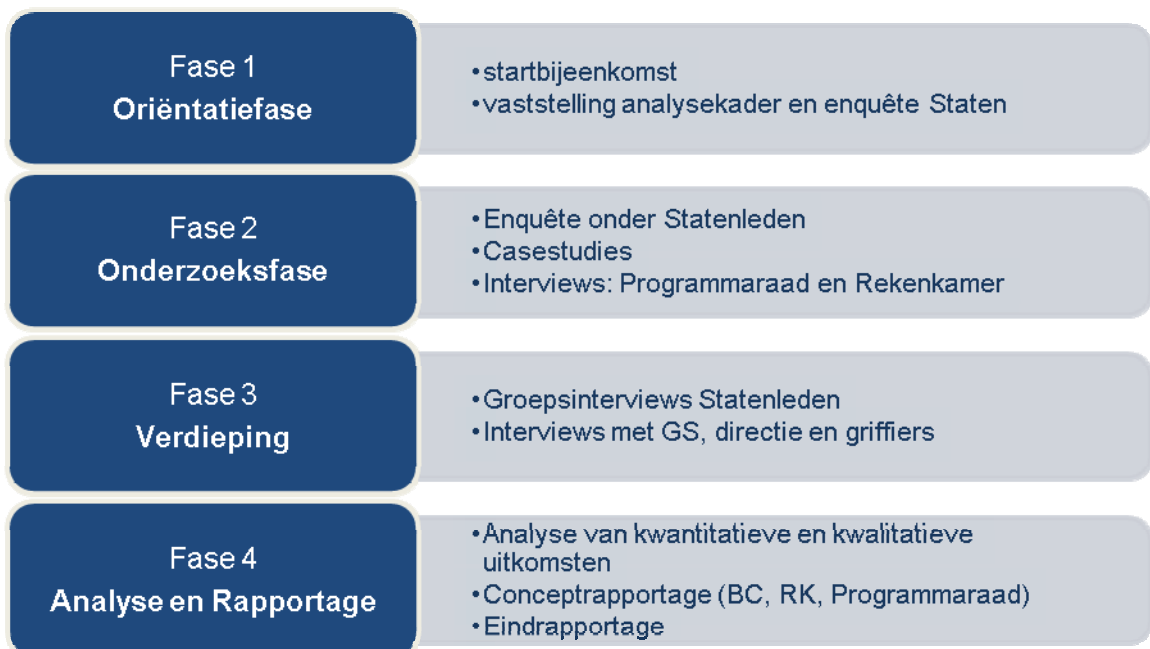 Fase 1
Oriëntatiefase
•startbijeenkomst
•vaststelling analysekader en enquête Staten
Fase 2
Onderzoeksfase
•Enquête onder Statenleden
•Casestudies
•Interviews: Programmaraad en Rekenkamer
Fase 3
Verdieping
•Groepsinterviews Statenleden
•Interviews met GS, directie en griffiers
Fase 4
Analyse en Rapportage
•Analyse van kwantitatieve en kwalitatieve
uitkomsten
•Conceptrapportage (BC, RK, Programmaraad)
•Eindrapportage